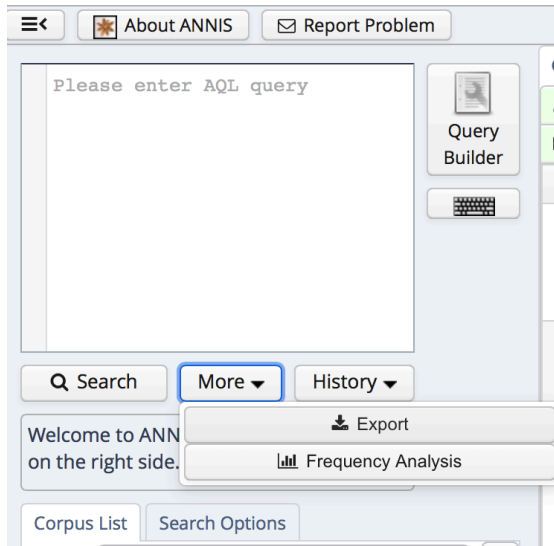 About ANNIS
Report Problem
Please enter AQL query
Query
Builder
Search
More
History
Export
Frequency Analysis
Welcome to ANN
on the right side.
Corpus List
Search Options